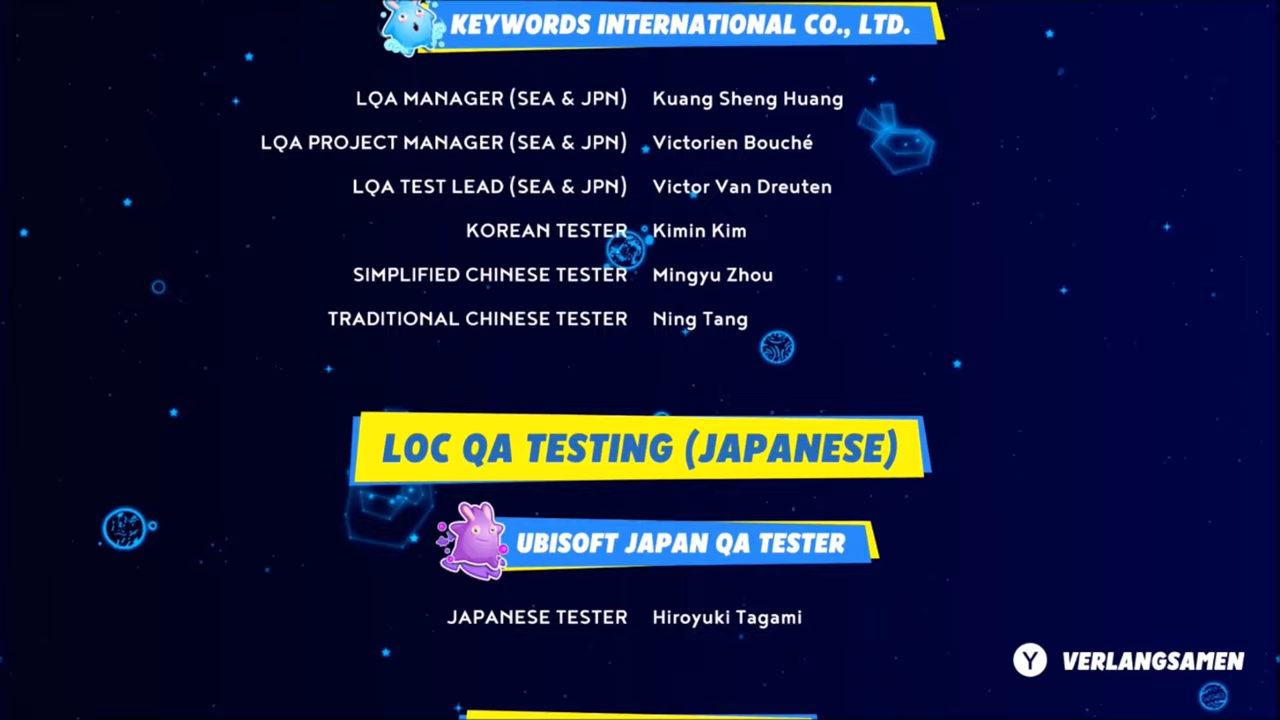 KEYWORDS INTERNATIONAL CO., LTD.
LQA MANAGER (SEA & JPN) Kuang Sheng Huang
LQA PROJECT MANAGER (SEA & JPN) Victorien Bouché
LQA TEST LEAD (SEA & JPN) Victor Van Dreuten
KOREAN TESTER Kimin Kim
SIMPLIFIED CHINESE TESTER Mingyu Zhou
TRADITIONAL CHINESE TESTER Ning Tang
LOC QA TESTING (JAPANESE)
UBISOFT JAPAN QA TESTER
JAPANESE TESTER Hiroyuki Tagami
Y VERLANGSAMEN